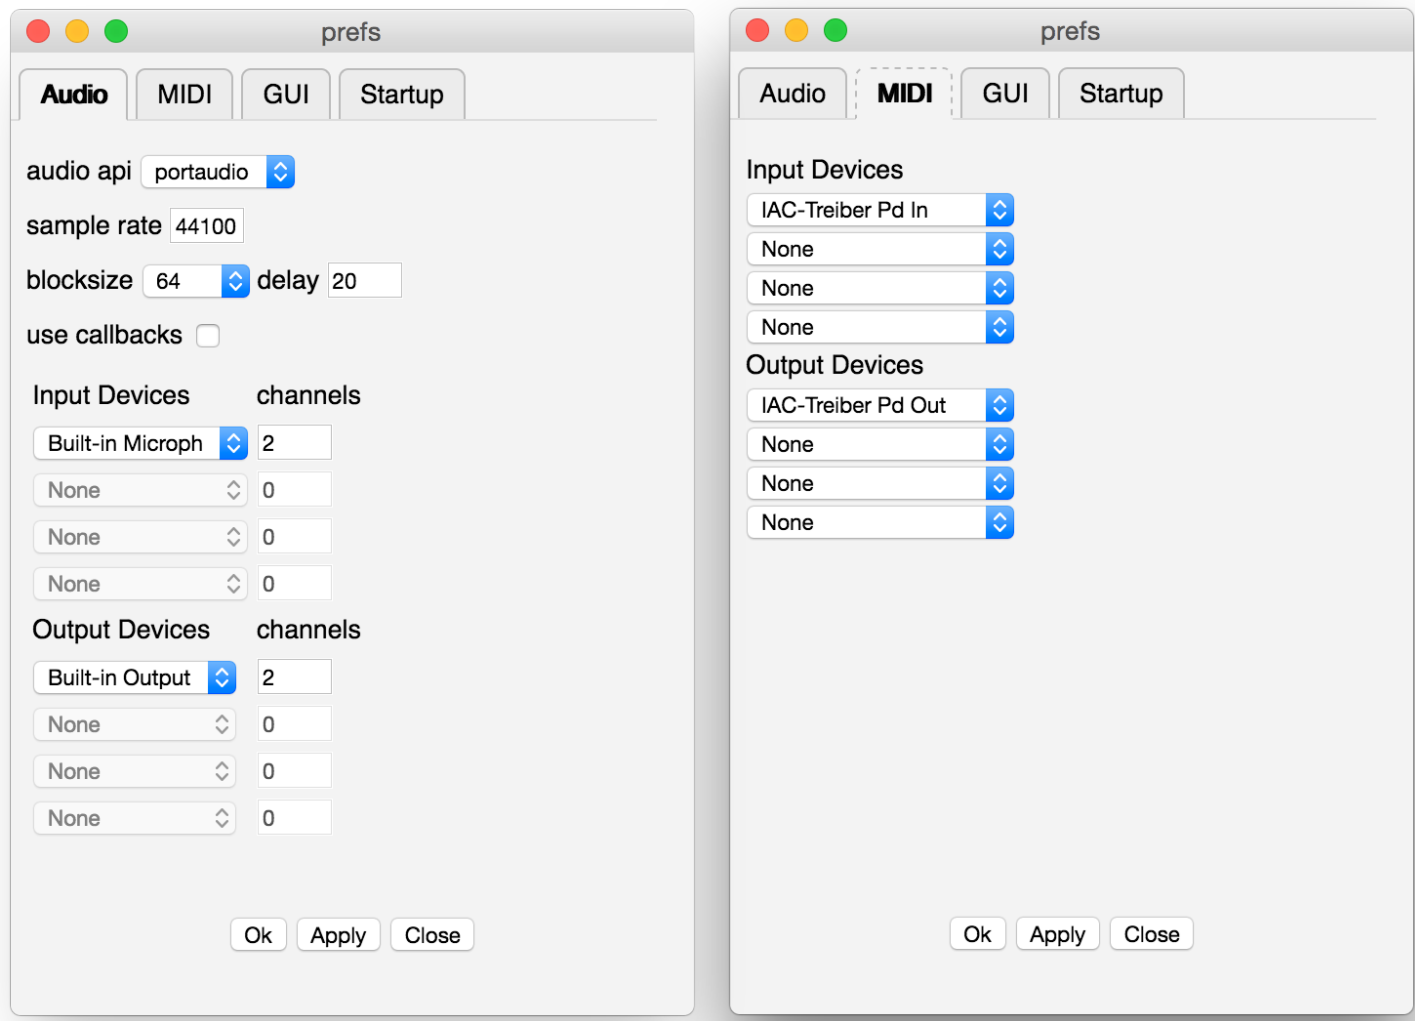 prefs
Audio MIDI GUI Startup
audio api portaudio
sample rate 44100
blocksize 64 delay 20
use callbacks
Input Devices channels
Built-in Microph 2
None 0
None 0
None 0
Output Devices channels
Built-in Output 2
None 0
None 0
None 0
Ok Apply Close
prefs
Audio MIDI GUI Startup
Input Devices
IAC-Treiber Pd In
None
None
None
Output Devices
IAC-Treiber Pd Out
None
None
None
Ok Apply Close